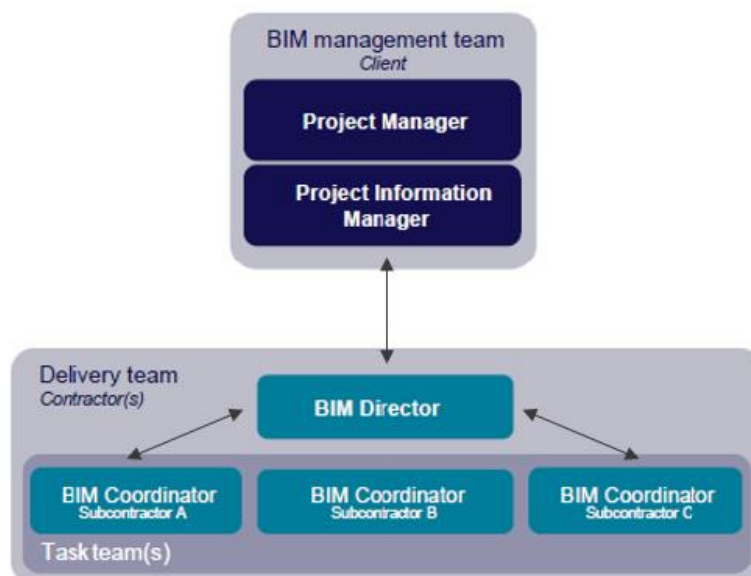 BIM management team
Client
Project Manager
Project Information
Manager
Delivery team
Contractor(s)
BIM Director
BIM Coordinator
Subcontractor A
BIM Coordinator
Subcontractor B
BIM Coordinator
Subcontractor C
Task team(s)